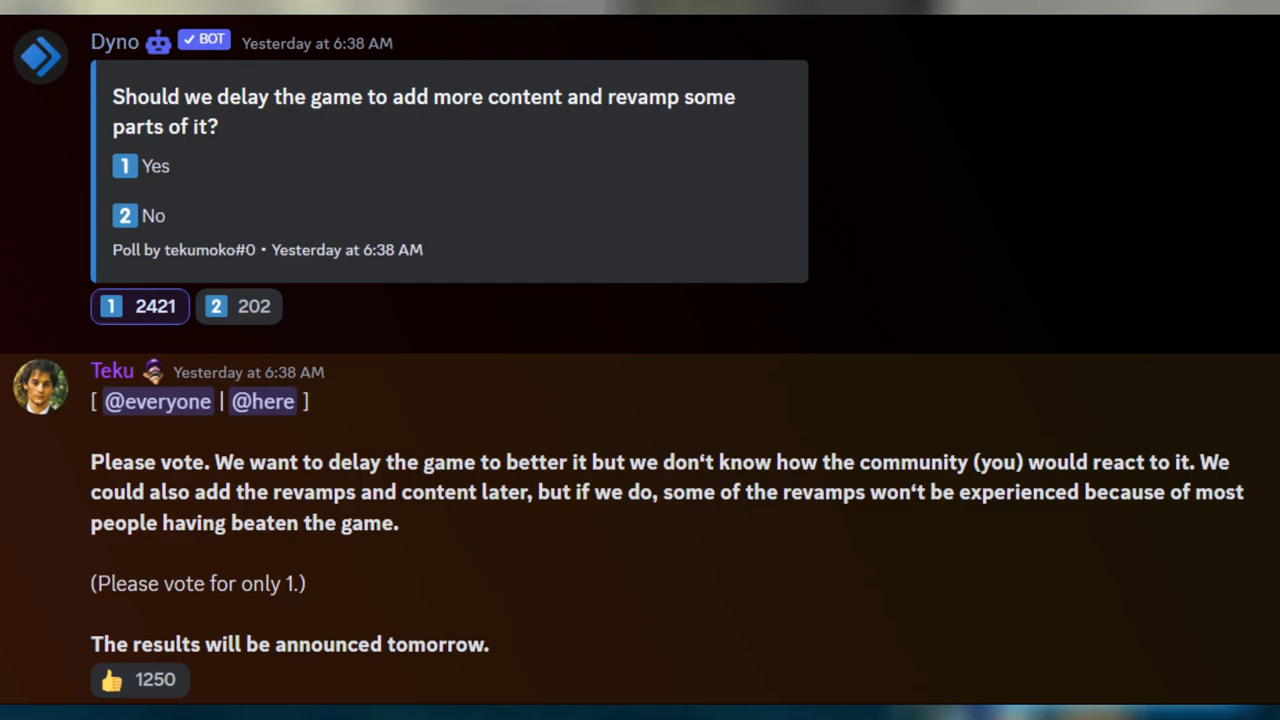 Dyno ✓ BOT Yesterday at 6:38 AM
Should we delay the game to add more content and revamp some
parts of it?
1 Yes
2 No
Poll by tekumoko#0 • Yesterday at 6:38 AM
1 2421 2 202
Teku Yesterday at 6:38 AM
[ @everyone | @here ]
Please vote. We want to delay the game to better it but we don‘t know how the community (you) would react to it. We
could also add the revamps and content later, but if we do, some of the revamps won‘t be experienced because of most
people having beaten the game.
(Please vote for only 1.)
The results will be announced tomorrow.
👍 1250